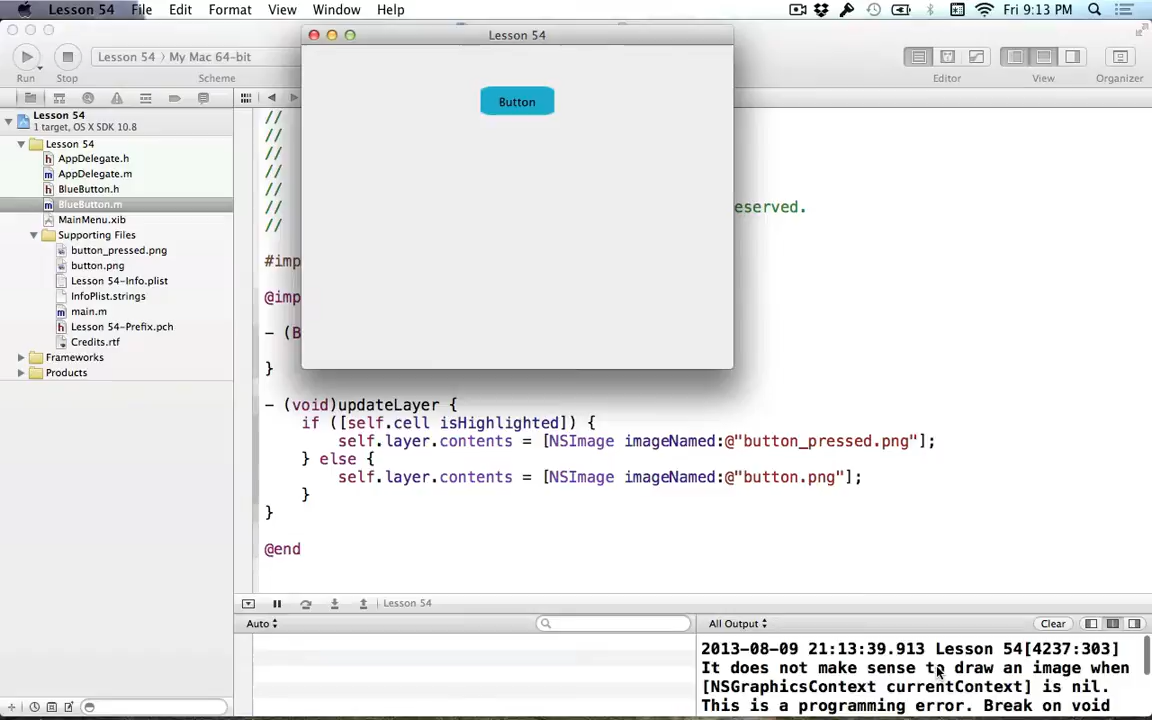 Lesson 54 File Edit Format View Window Help Fri 9:13 PM
Lesson 54
Lesson 54 My Mac 64-bit
Run Stop Scheme Editor View Organizer
Button
Lesson 54
1 target, OS X SDK 10.8
Lesson 54
AppDelegate.h
AppDelegate.m
BlueButton.h
BlueButton.m
MainMenu.xib
Supporting Files
button_pressed.png
button.png
Lesson 54-Info.plist
InfoPlist.strings
main.m
Lesson 54-Prefix.pch
Credits.rtf
Frameworks
Products
//
//
//
//
//
// eserved.
//
#imp
@imp
- (B
}
- (void)updateLayer {
if ([self.cell isHighlighted]) {
self.layer.contents = [NSImage imageNamed:@"button_pressed.png"];
} else {
self.layer.contents = [NSImage imageNamed:@"button.png"];
}
}
@end
Lesson 54
Auto
All Output Clear
2013-08-09 21:13:39.913 Lesson 54[4237:303]
It does not make sense to draw an image when
[NSGraphicsContext currentContext] is nil.
This is a programming error. Break on void